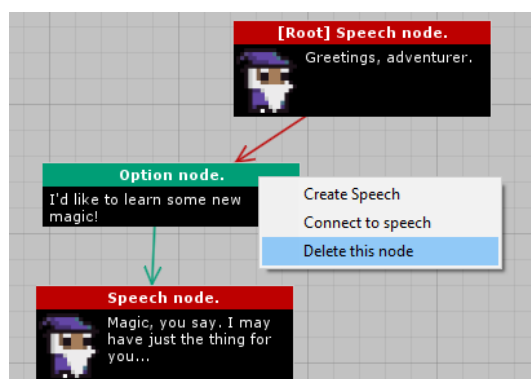 [Root] Speech node.
Greetings, adventurer.
Option node.
I'd like to learn some new
magic!
Create Speech
Connect to speech
Delete this node
Speech node.
Magic, you say. I may
have just the thing for
you...